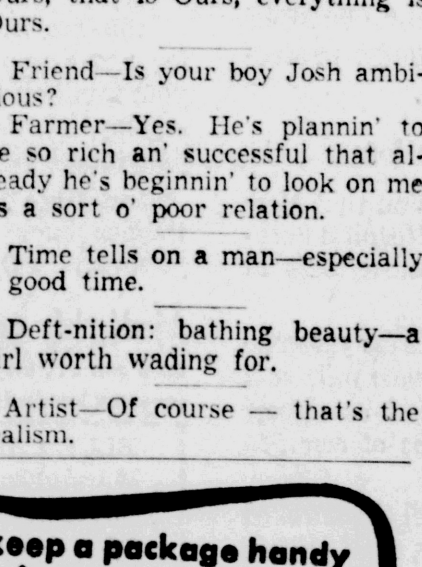 Ours.
Friend—Is your boy Josh ambi-
ious?
Farmer—Yes. He's plannin' to
e so rich an' successful that al-
eady he's beginnin' to look on me
s a sort o' poor relation.
Time tells on a man—especially
good time.
Deft-nition: bathing beauty—a
rl worth wading for.
Artist—Of course — that's the
alism.
keep a package handy